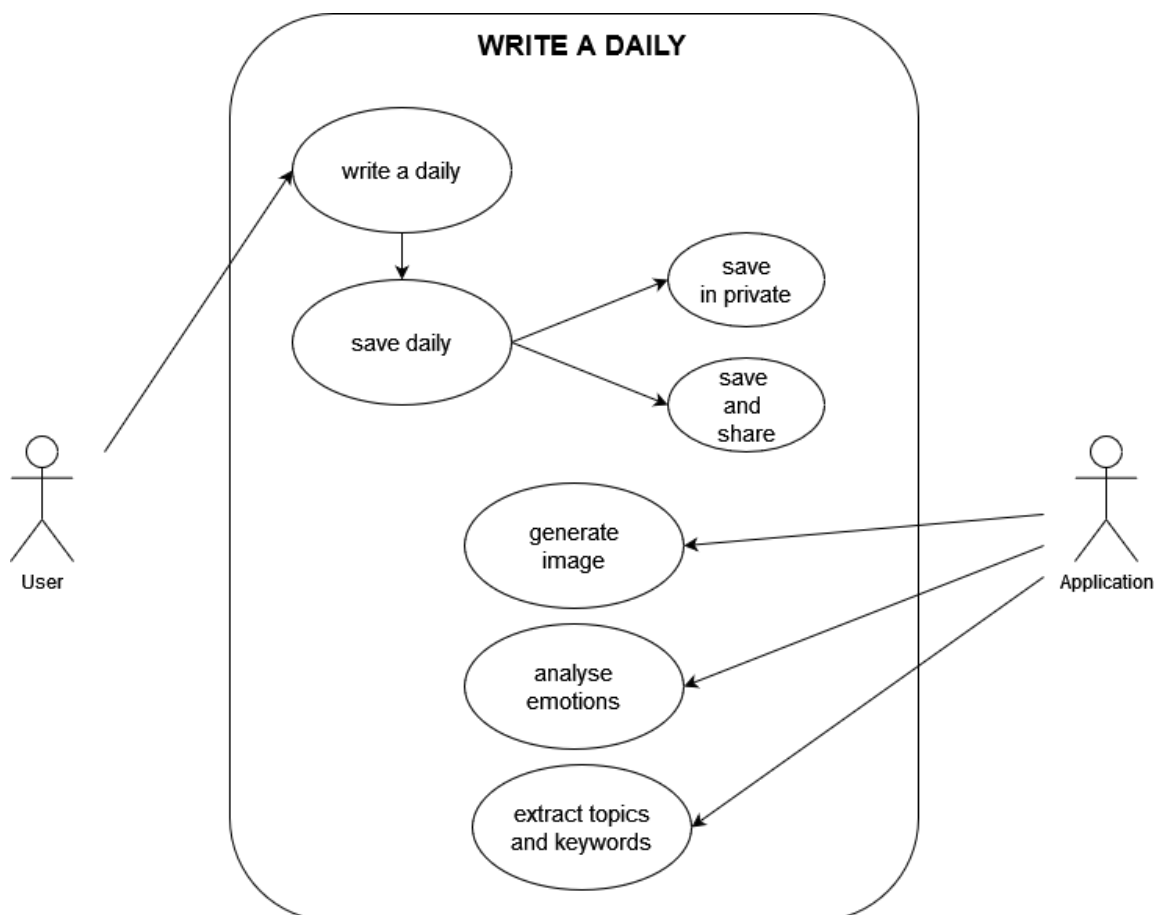 WRITE A DAILY
write a daily
save daily
save
in private
save
and
share
generate
image
analyse
emotions
extract topics
and keywords
User
Application